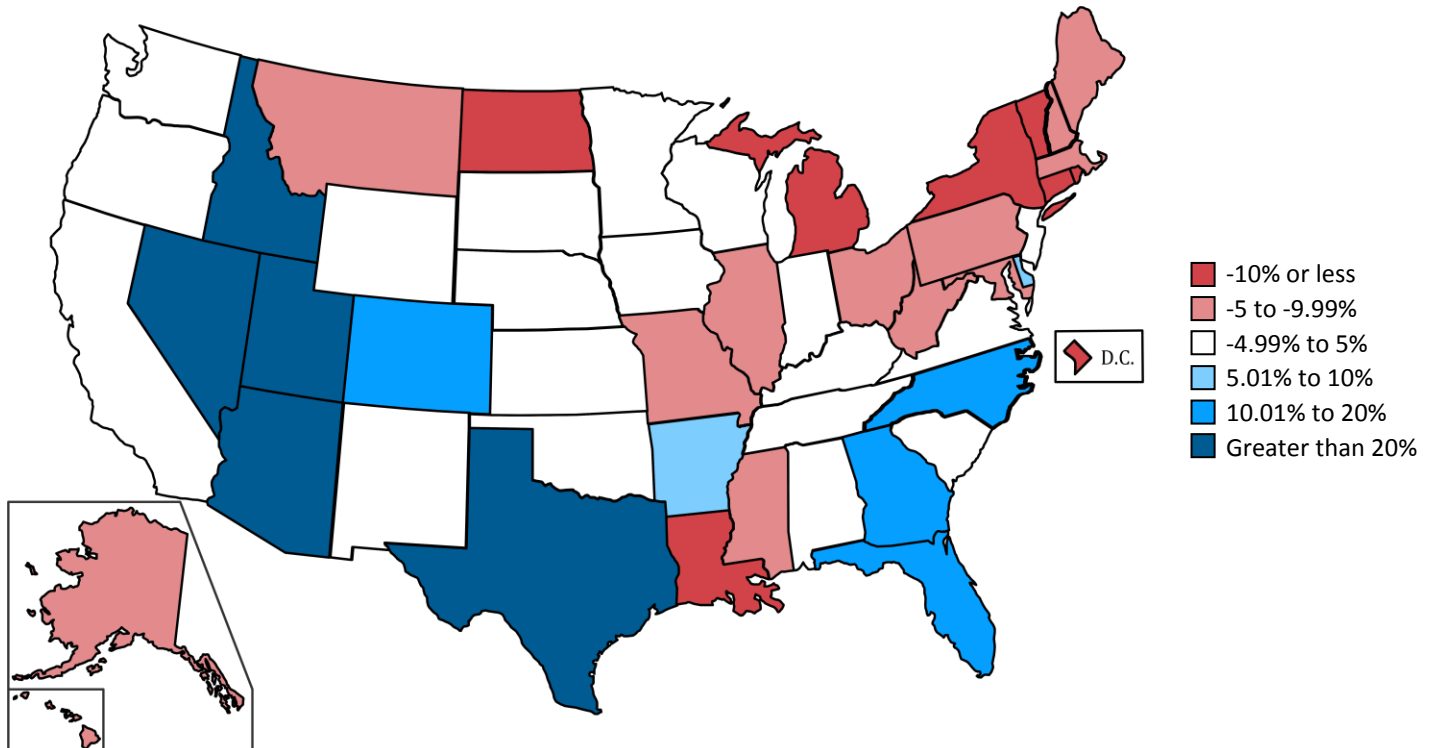 -10% or less
-5 to -9.99%
-4.99% to 5%
5.01% to 10%
10.01% to 20%
Greater than 20%
D.C.